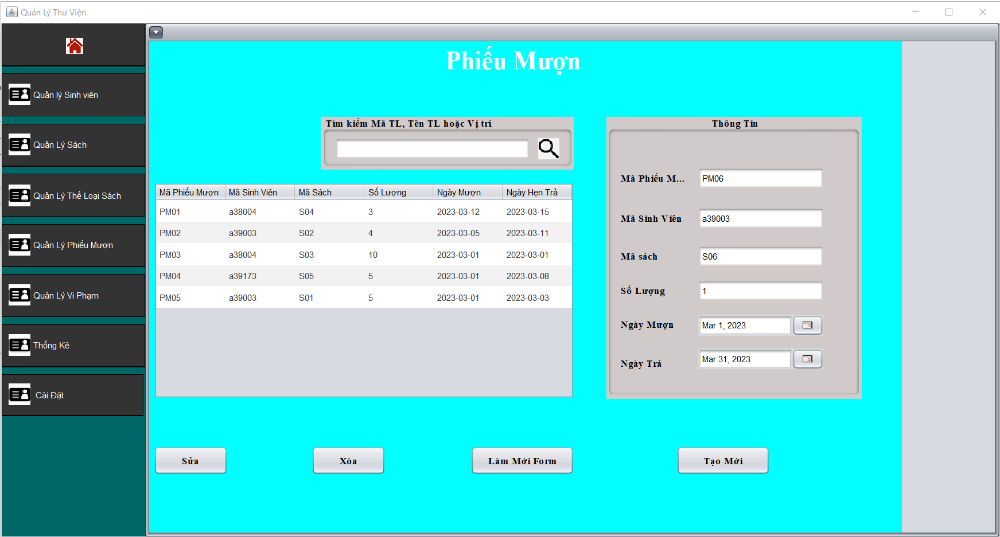 Quản Lý Thư Viện
Quản lý Sinh viên
Quản Lý Sách
Quản Lý Thể Loại Sách
Quản Lý Phiếu Mượn
Quản Lý Vi Phạm
Thống Kê
Cài Đặt
Phiếu Mượn
Tìm kiếm Mã TL, Tên TL hoặc Vị trí
Mã Phiếu Mượn Mã Sinh Viên Mã Sách Số Lượng Ngày Mượn Ngày Hẹn Trả
PM01 a38004 S04 3 2023-03-12 2023-03-15
PM02 a39003 S02 4 2023-03-05 2023-03-11
PM03 a38004 S03 10 2023-03-01 2023-03-01
PM04 a39173 S05 5 2023-03-01 2023-03-08
PM05 a39003 S01 5 2023-03-01 2023-03-03
Thông Tin
Mã Phiếu M... PM06
Mã Sinh Viên a39003
Mã sách S06
Số Lượng 1
Ngày Mượn Mar 1, 2023
Ngày Trả Mar 31, 2023
Sửa Xóa Làm Mới Form Tạo Mới